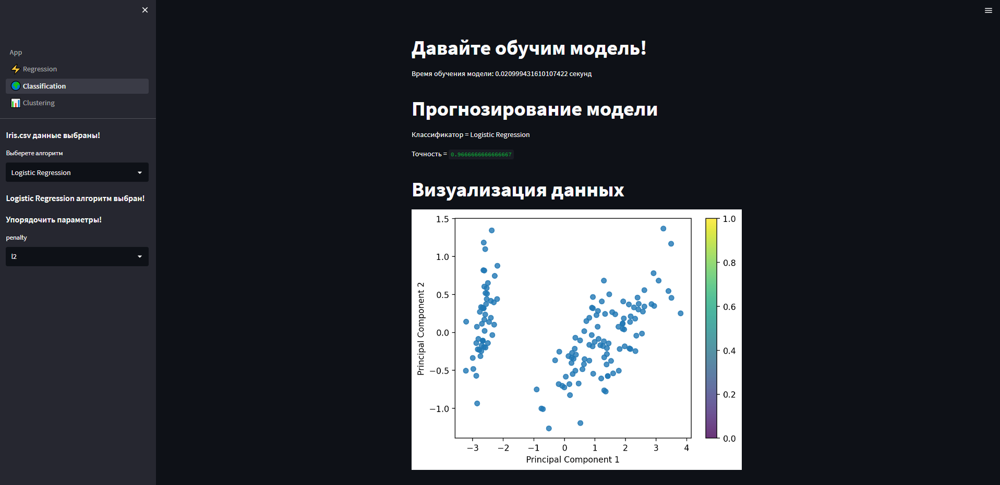 App
Regression
Classification
Clustering
Iris.csv данные выбраны!
Выберете алгоритм
Logistic Regression
Logistic Regression алгоритм выбран!
Упорядочить параметры!
penalty
l2
Давайте обучим модель!
Время обучения модели: 0.020999431610107422 секунд
Прогнозирование модели
Классификатор = Logistic Regression
Точность = 0.9666666666666667
Визуализация данных
1.5
1.0
0.5
0.0
−0.5
−1.0
Principal Component 2
−3 −2 −1 0 1 2 3 4
Principal Component 1
1.0
0.8
0.6
0.4
0.2
0.0